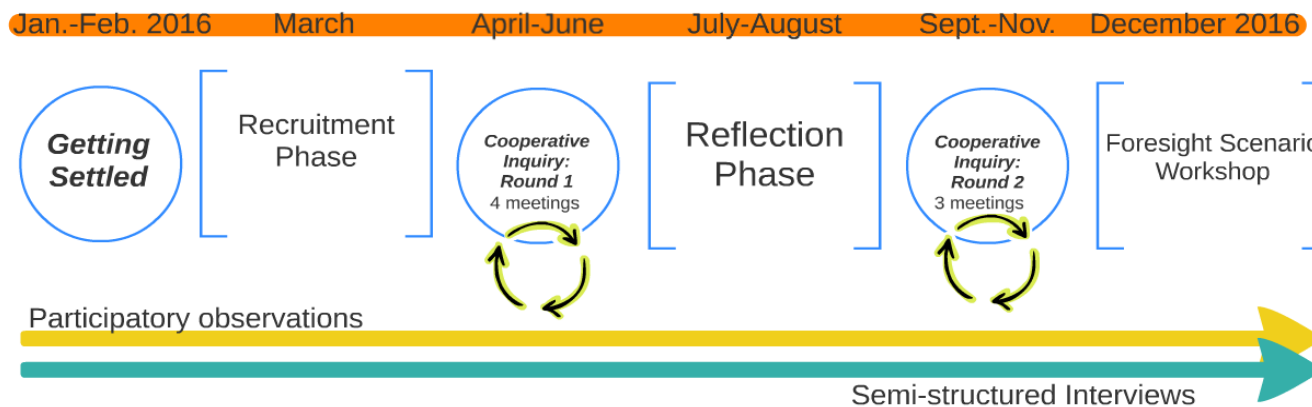 Jan.-Feb. 2016 March April-June July-August Sept.-Nov. December 2016
Getting
Settled
Recruitment
Phase
Cooperative
Inquiry:
Round 1
4 meetings
Reflection
Phase
Cooperative
Inquiry:
Round 2
3 meetings
Foresight Scenario
Workshop
Participatory observations
Semi-structured Interviews